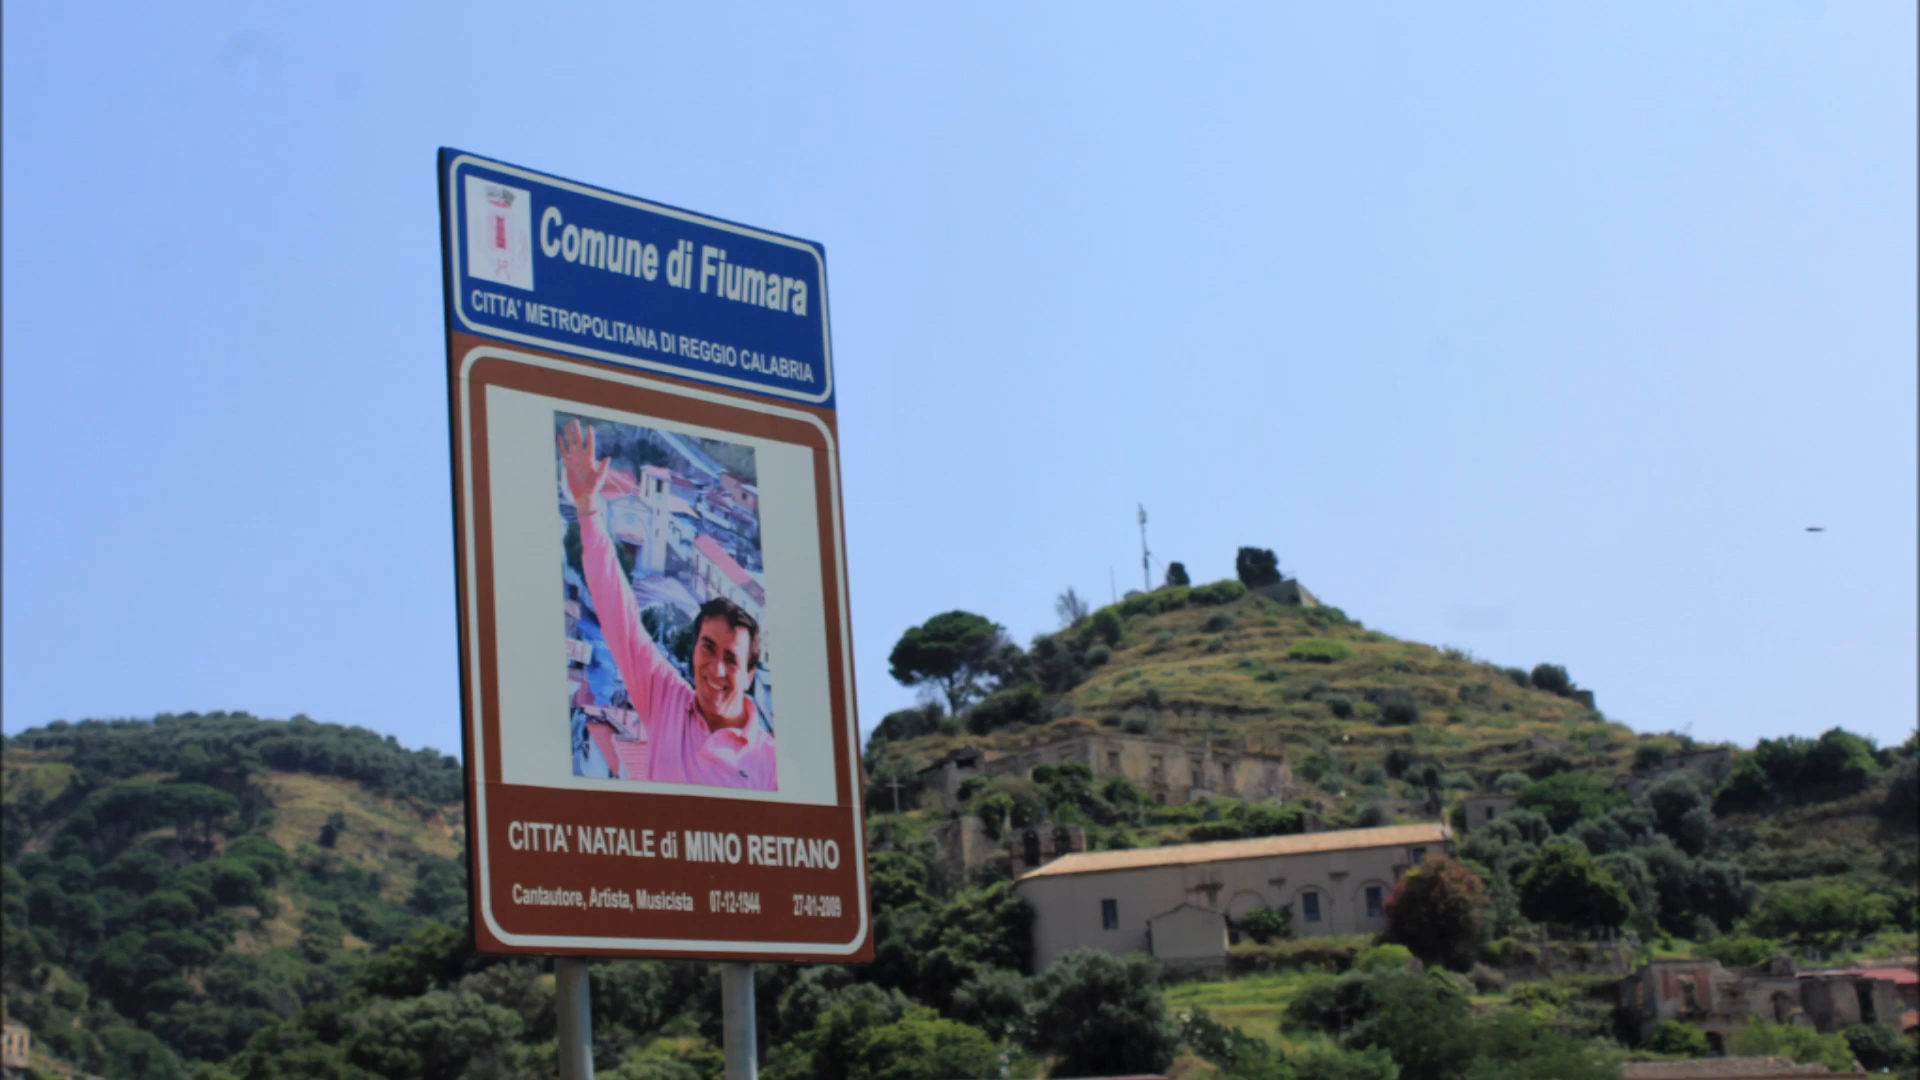 Comune di Fiumara
CITTA' METROPOLITANA DI REGGIO CALABRIA
CITTA' NATALE di MINO REITANO
Cantautore, Artista, Musicista 07-12-1944 27-01-2009